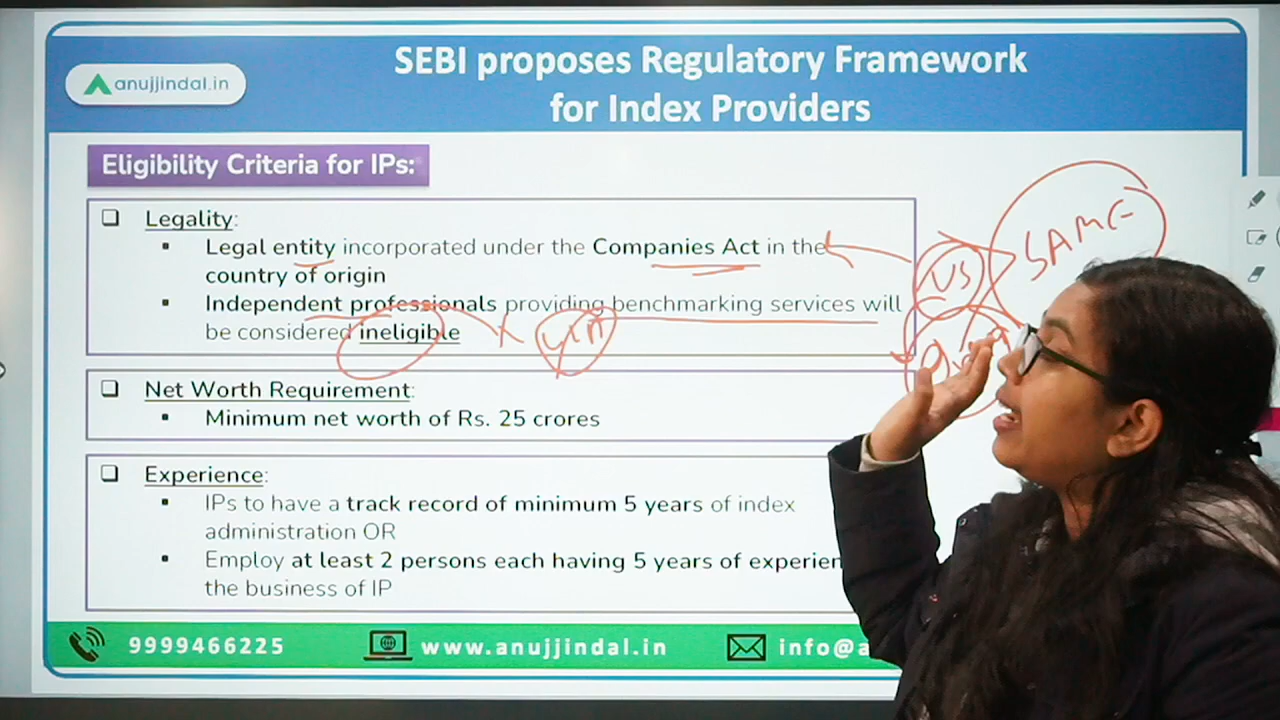 anujjindal.in
SEBI proposes Regulatory Framework
for Index Providers
Eligibility Criteria for IPs:
Legality:
Legal entity incorporated under the Companies Act in the
country of origin
Independent professionals providing benchmarking services will
be considered ineligible
US
SAME
Net Worth Requirement:
Minimum net worth of Rs. 25 crores
Experience:
IPs to have a track record of minimum 5 years of index
administration OR
Employ at least 2 persons each having 5 years of experien
the business of IP
9999466225
www.anujjindal.in
info@a